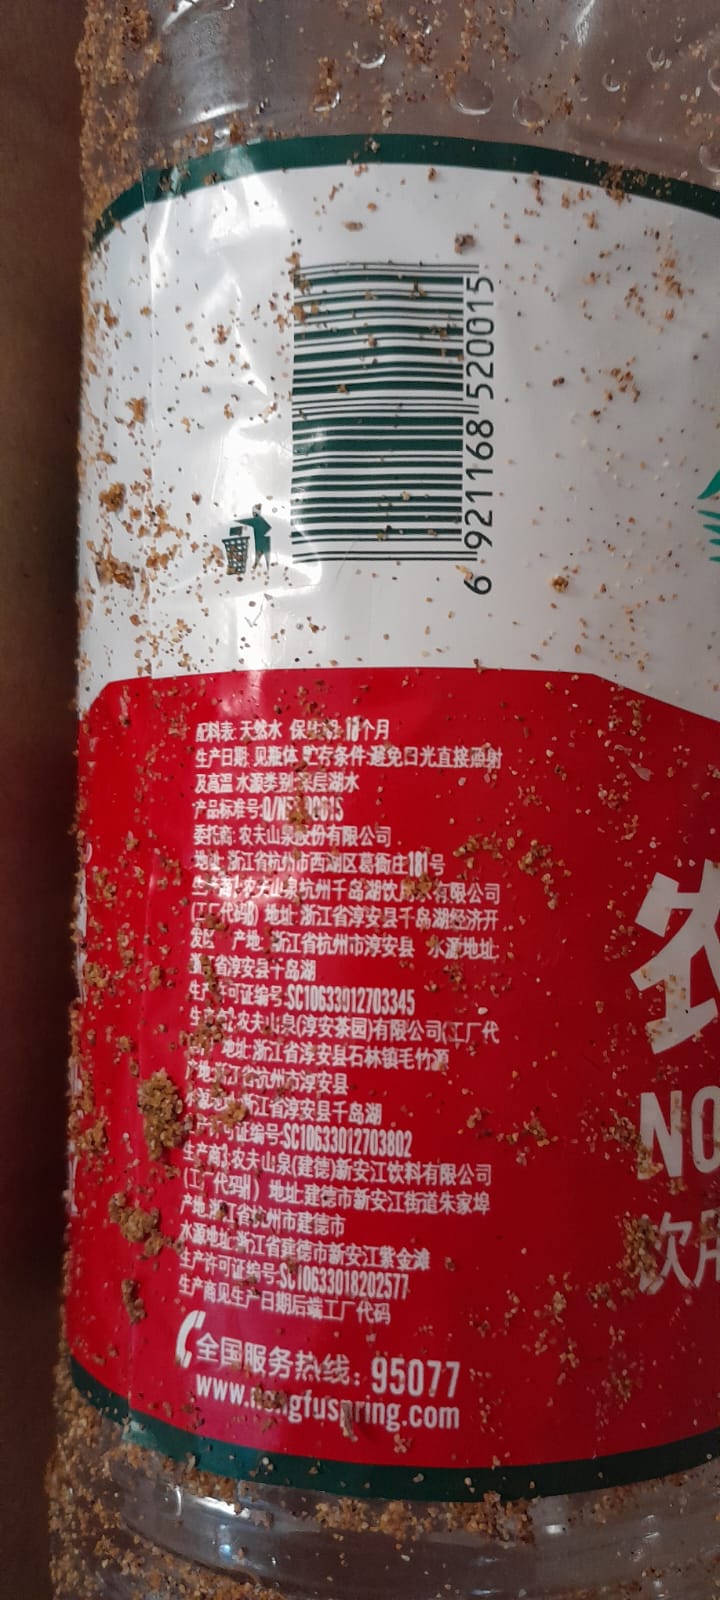 6 921168 520015
配料表:天然水 保质期:18个月
生产日期:见瓶体 贮存条件:避免日光直接照射
及高温 水源类别:深层湖水
产品标准号:Q/N
委托商:农夫山泉股份有限公司
地址:浙江省杭州市西湖区葛衙庄181号
生产商1:农夫山泉杭州千岛湖饮用水有限公司
(工厂代码B) 地址:浙江省淳安县千岛湖经济开
发区 产地:浙江省杭州市淳安县 水源地址:
浙江省淳安县千岛湖
生产许可证编号:SC10633012703345
农夫山泉(淳安茶园)有限公司(工厂代
地址:浙江省淳安县石林镇毛竹源
产地:浙江省杭州市淳安县
水源地址:浙江省淳安县千岛湖
生产许可证编号:SC10633012703802
生产商3:农夫山泉(建德)新安江饮料有限公司
(工厂代码H) 地址:建德市新安江街道朱家埠
产地:浙江省杭州市建德市
水源地址:浙江省建德市新安江紫金滩
生产许可证编号:SC10633018202577
生产商见生产日期后端工厂代码
全国服务热线: 95077
www.nongfuspring.com
农
NO
饮用